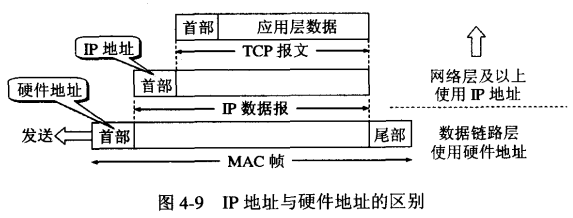 首部 应用层数据
TCP 报文
IP 地址
首部
网络层及以上
使用 IP 地址
IP 数据报
硬件地址
发送 首部 尾部
数据链路层
使用硬件地址
MAC 帧
图 4-9 IP 地址与硬件地址的区别